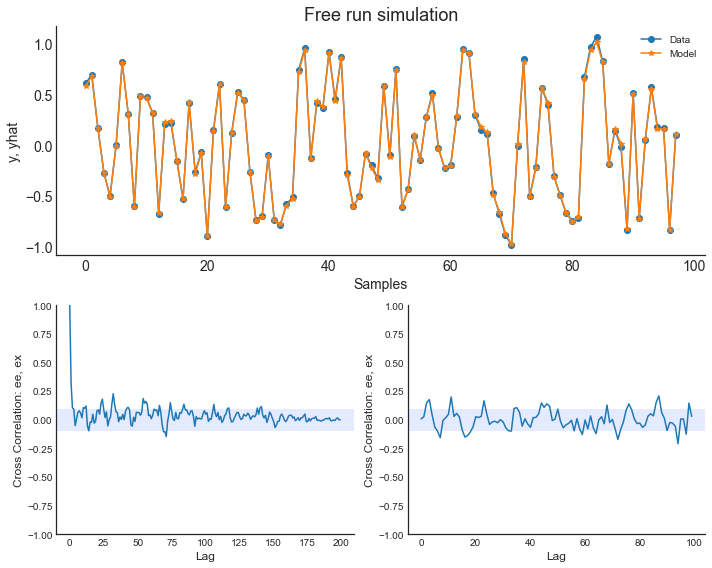 Free run simulation
Data
Model
y, yhat
1.0
0.5
0.0
−0.5
−1.0
0 20 40 60 80 100
Samples
Cross Correlation: ee, ex
1.00
0.75
0.50
0.25
0.00
−0.25
−0.50
−0.75
−1.00
0 25 50 75 100 125 150 175 200
Lag
Cross Correlation: ee, ex
1.00
0.75
0.50
0.25
0.00
−0.25
−0.50
−0.75
−1.00
0 20 40 60 80 100
Lag